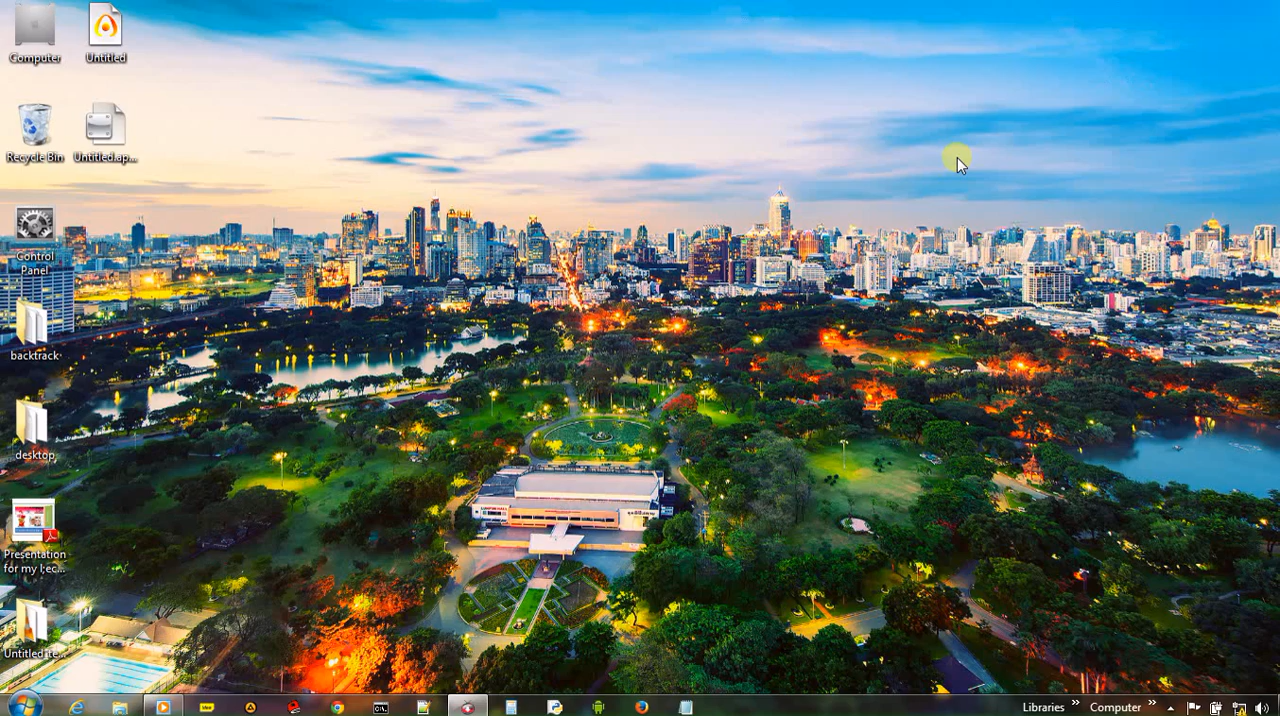 Computer
Untitled
Recycle Bin
Untitled.ap...
Control
Panel
backtrack
desktop
Presentation
for my l;ec...
Untitled te...
Libraries
Computer